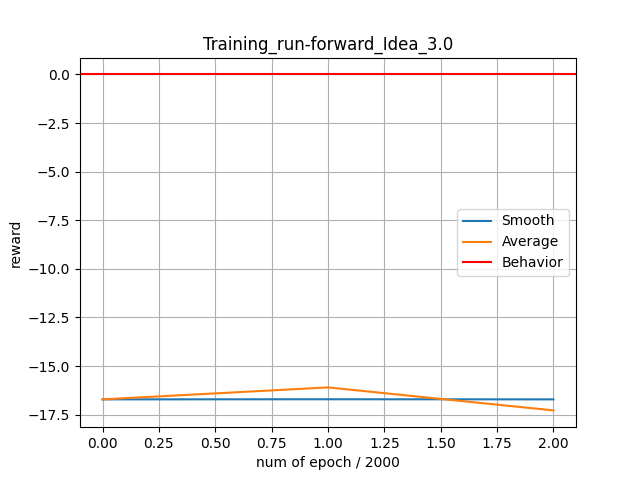 Training_run-forward_Idea_3.0
0.0
−2.5
−5.0
−7.5
−10.0
−12.5
−15.0
−17.5
reward
Smooth
Average
Behavior
0.00 0.25 0.50 0.75 1.00 1.25 1.50 1.75 2.00
num of epoch / 2000